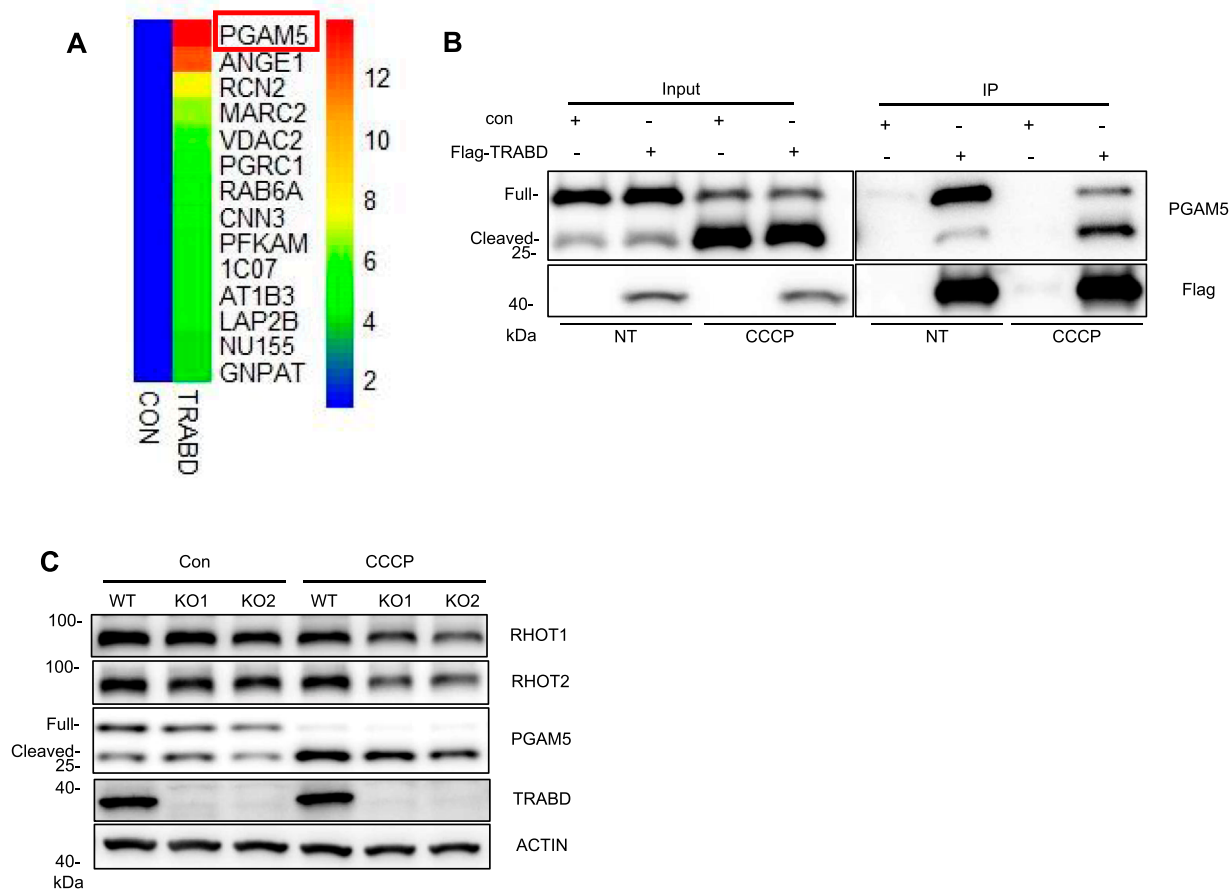 A
PGAM5
ANGE1
RCN2
MARC2
VDAC2
PGRC1
RAB6A
CNN3
PFKAM
1C07
AT1B3
LAP2B
NU155
GNPAT
12
10
8
6
4
2
CON
TRABD
B
Input
IP
con + - + - + - + -
Flag-TRABD - + - + - + - +
Full-
Cleaved-
25-
PGAM5
40-
Flag
kDa
NT CCCP NT CCCP
C
Con CCCP
WT KO1 KO2 WT KO1 KO2
100-
RHOT1
100-
RHOT2
Full-
Cleaved-
25-
PGAM5
40-
TRABD
ACTIN
40-
kDa